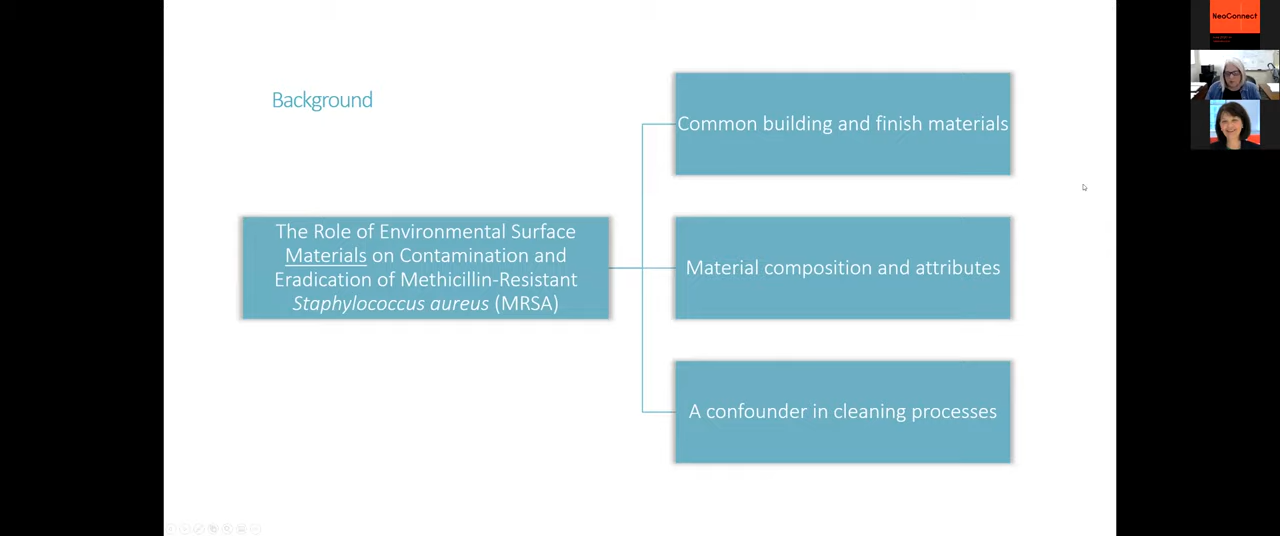 Background
The Role of Environmental Surface
Materials on Contamination and
Eradication of Methicillin-Resistant
Staphylococcus aureus (MRSA)
Common building and finish materials
Material composition and attributes
A confounder in cleaning processes
NeoConnect